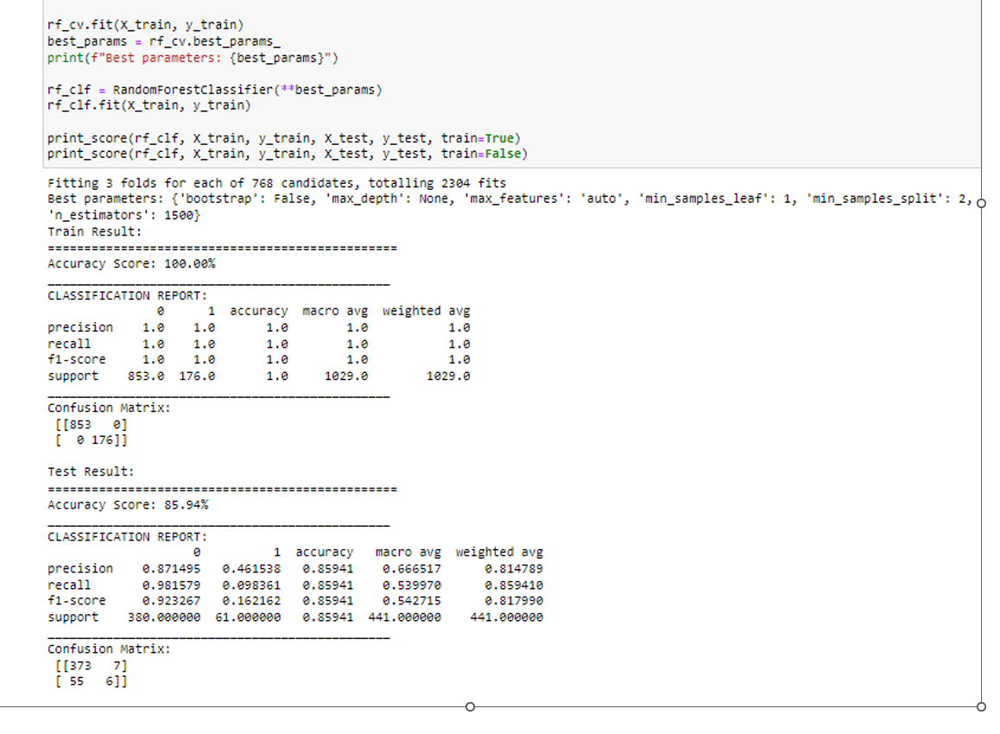 rf_cv.fit(X_train, y_train)
best_params = rf_cv.best_params_
print(f"Best parameters: {best_params}")
rf_clf = RandomForestClassifier(**best_params)
rf_clf.fit(X_train, y_train)
print_score(rf_clf, X_train, y_train, X_test, y_test, train=True)
print_score(rf_clf, X_train, y_train, X_test, y_test, train=False)
Fitting 3 folds for each of 768 candidates, totalling 2304 fits
Best parameters: {'bootstrap': False, 'max_depth': None, 'max_features': 'auto', 'min_samples_leaf': 1, 'min_samples_split': 2,
'n_estimators': 1500}
Train Result:
================================================
Accuracy Score: 100.00%
_______________________________________________
CLASSIFICATION REPORT:
0 1 accuracy macro avg weighted avg
precision 1.0 1.0 1.0 1.0 1.0
recall 1.0 1.0 1.0 1.0 1.0
f1-score 1.0 1.0 1.0 1.0 1.0
support 853.0 176.0 1.0 1029.0 1029.0
_______________________________________________
Confusion Matrix:
[[853 0]
[ 0 176]]
Test Result:
================================================
Accuracy Score: 85.94%
_______________________________________________
CLASSIFICATION REPORT:
0 1 accuracy macro avg weighted avg
precision 0.871495 0.461538 0.85941 0.666517 0.814789
recall 0.981579 0.098361 0.85941 0.539970 0.859410
f1-score 0.923267 0.162162 0.85941 0.542715 0.817990
support 380.000000 61.000000 0.85941 441.000000 441.000000
_______________________________________________
Confusion Matrix:
[[373 7]
[ 55 6]]